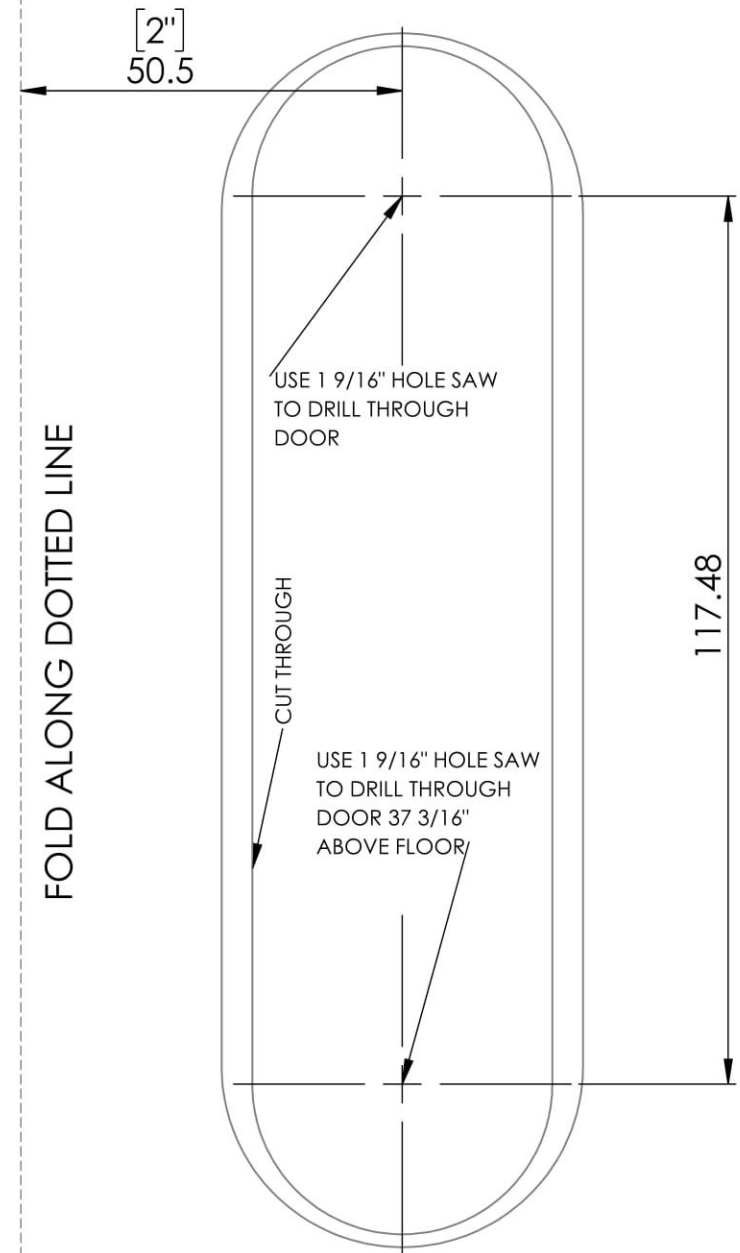 [2"]
50.5
USE 1 9/16" HOLE SAW
TO DRILL THROUGH
DOOR
FOLD ALONG DOTTED LINE
CUT THROUGH
117.48
USE 1 9/16" HOLE SAW
TO DRILL THROUGH
DOOR 37 3/16"
ABOVE FLOOR